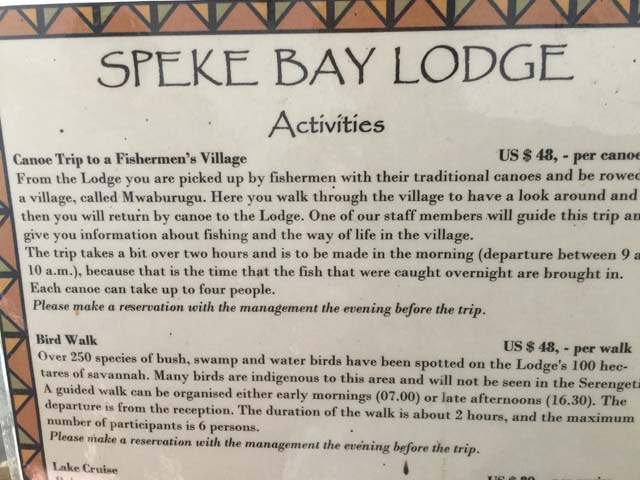 SPEKE BAY LODGE
Activities
Canoe Trip to a Fishermen's Village US $ 48, - per canoe
From the Lodge you are picked up by fishermen with their traditional canoes and be rowed
a village, called Mwaburugu. Here you walk through the village to have a look around and
then you will return by canoe to the Lodge. One of our staff members will guide this trip an
give you information about fishing and the way of life in the village.
The trip takes a bit over two hours and is to be made in the morning (departure between 9 a
10 a.m.), because that is the time that the fish that were caught overnight are brought in.
Each canoe can take up to four people.
Please make a reservation with the management the evening before the trip.
Bird Walk US $ 48, - per walk
Over 250 species of bush, swamp and water birds have been spotted on the Lodge's 100 hec-
tares of savannah. Many birds are indigenous to this area and will not be seen in the Serengeti
A guided walk can be organised either early mornings (07.00) or late afternoons (16.30). The
departure is from the reception. The duration of the walk is about 2 hours, and the maximum
number of participants is 6 persons.
Please make a reservation with the management the evening before the trip.
Lake Cruise